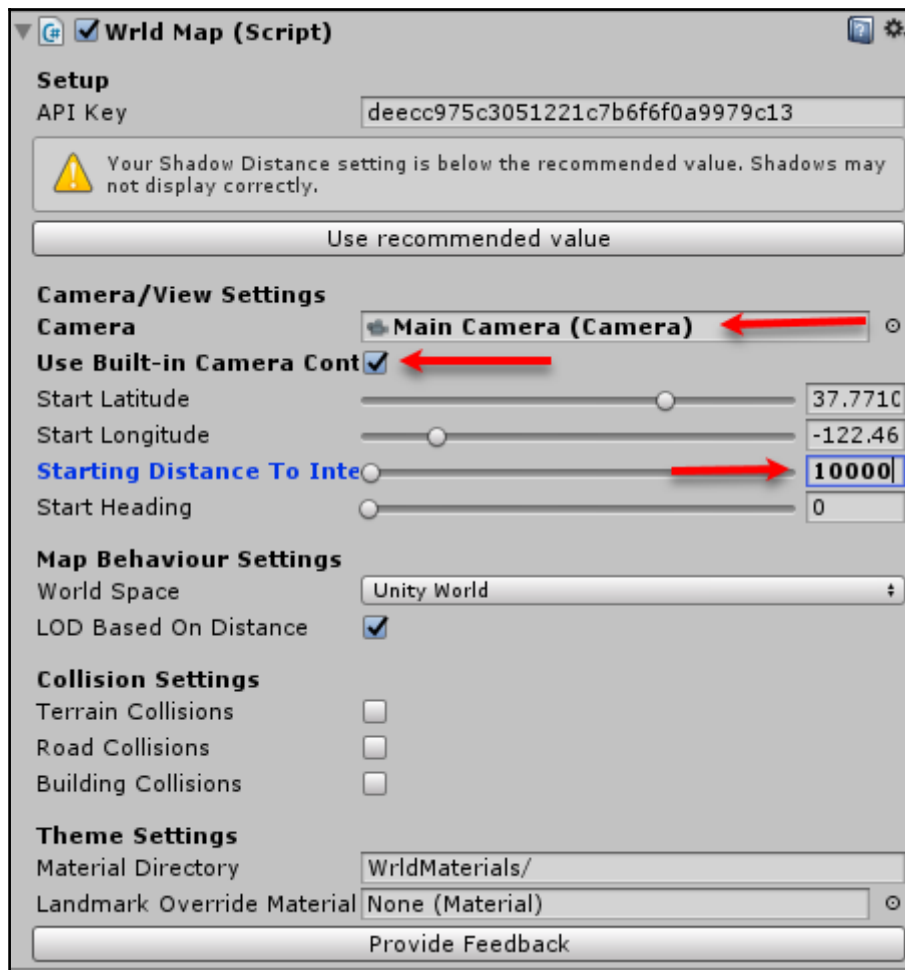 Wrld Map (Script)
Setup
API Key deecc975c3051221c7b6f6f0a9979c13
Your Shadow Distance setting is below the recommended value. Shadows may
not display correctly.
Use recommended value
Camera/View Settings
Camera Main Camera (Camera)
Use Built-in Camera Cont
Start Latitude 37.771C
Start Longitude -122.46
Starting Distance To Inte 10000
Start Heading 0
Map Behaviour Settings
World Space Unity World
LOD Based On Distance
Collision Settings
Terrain Collisions
Road Collisions
Building Collisions
Theme Settings
Material Directory WrldMaterials/
Landmark Override Material None (Material)
Provide Feedback